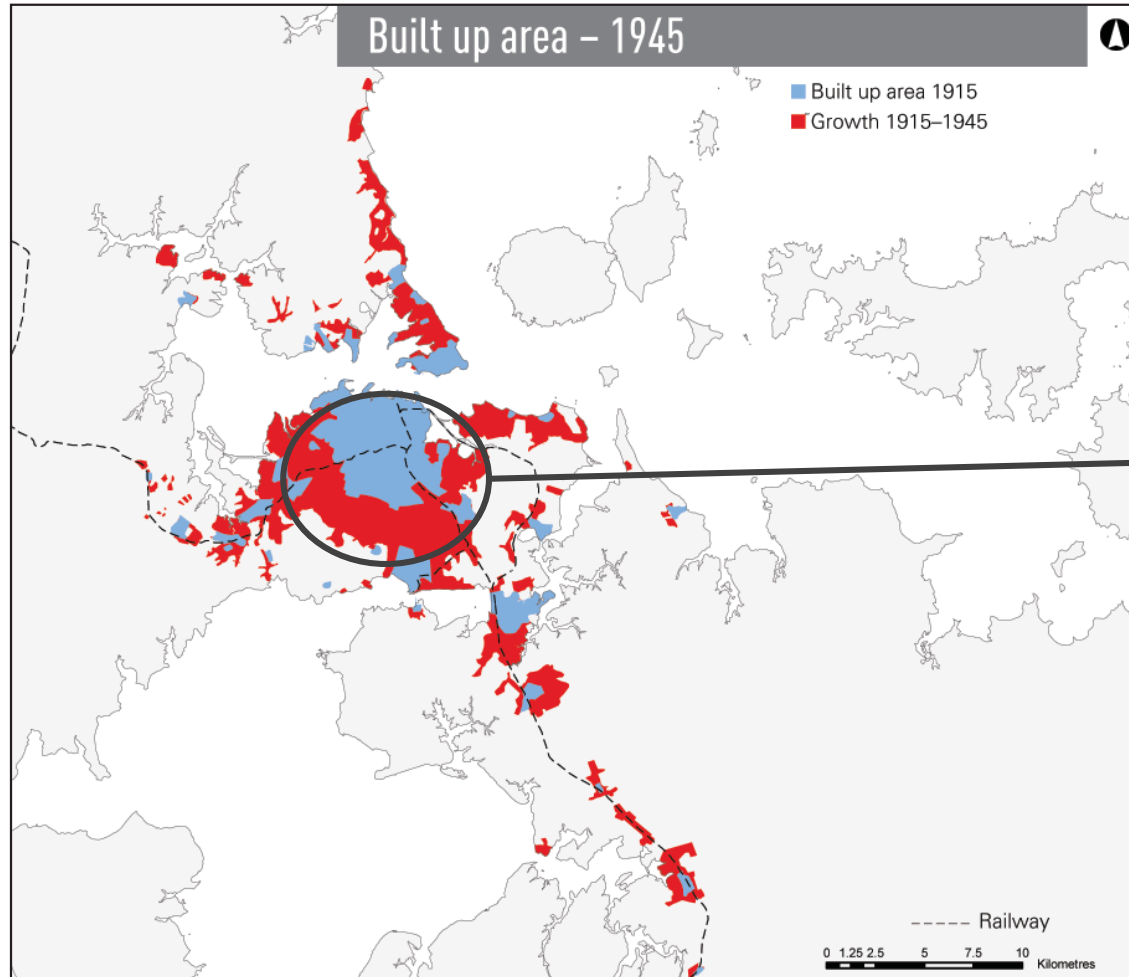 Built up area – 1945
Built up area 1915
Growth 1915–1945
Railway
0 1.25 2.5 5 7.5 10
Kilometres